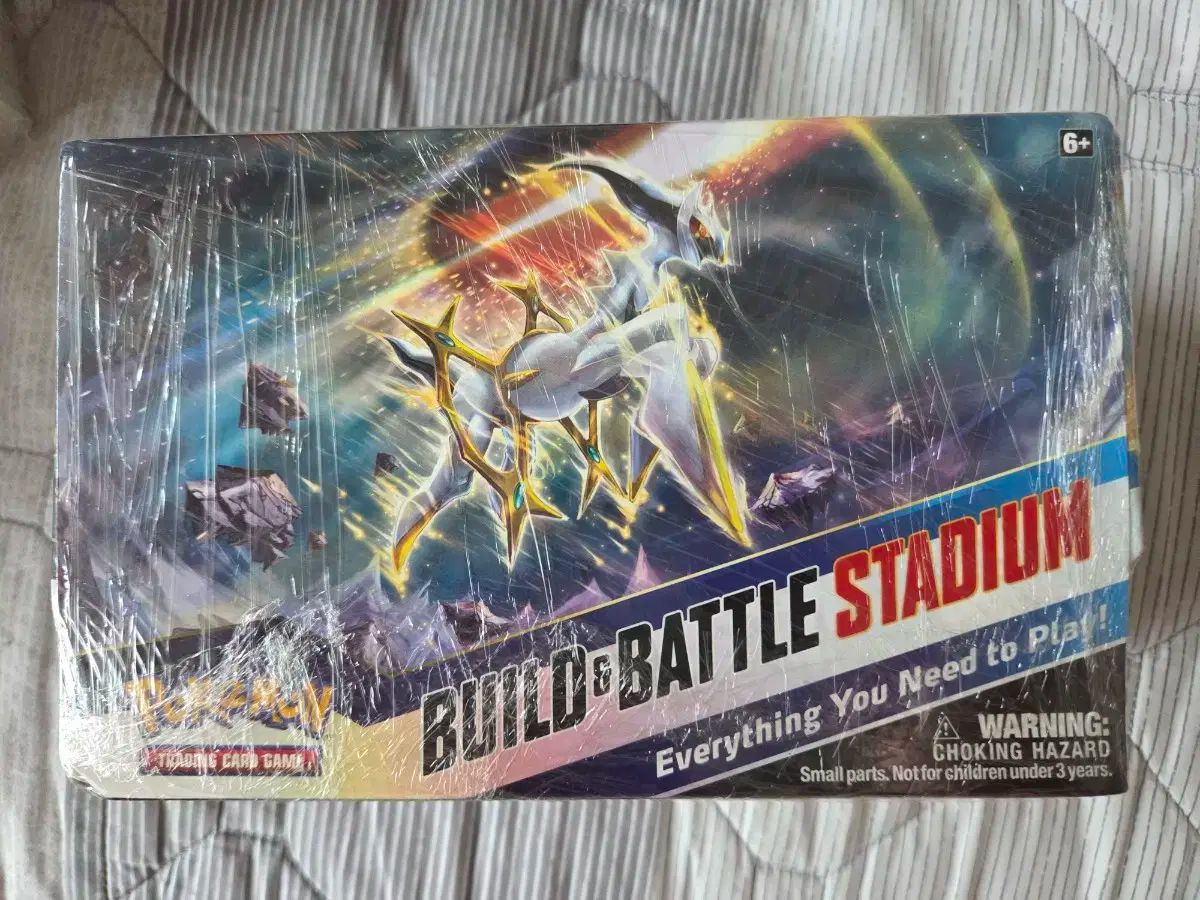 6+
BUILD & BATTLE STADIUM
Everything You Need to Play!
POKéMON
TRADING CARD GAME
WARNING:
CHOKING HAZARD
Small parts. Not for children under 3 years.